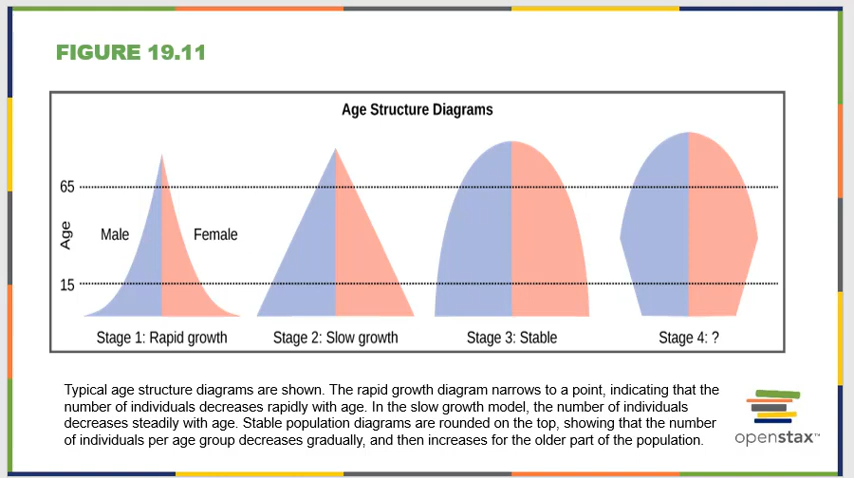 FIGURE 19.11
Age Structure Diagrams
65
Age
Male
Female
15
Stage 1: Rapid growth
Stage 2: Slow growth
Stage 3: Stable
Stage 4: ?
Typical age structure diagrams are shown. The rapid growth diagram narrows to a point, indicating that the
number of individuals decreases rapidly with age. In the slow growth model, the number of individuals
decreases steadily with age. Stable population diagrams are rounded on the top, showing that the number
of individuals per age group decreases gradually, and then increases for the older part of the population.
openstax™